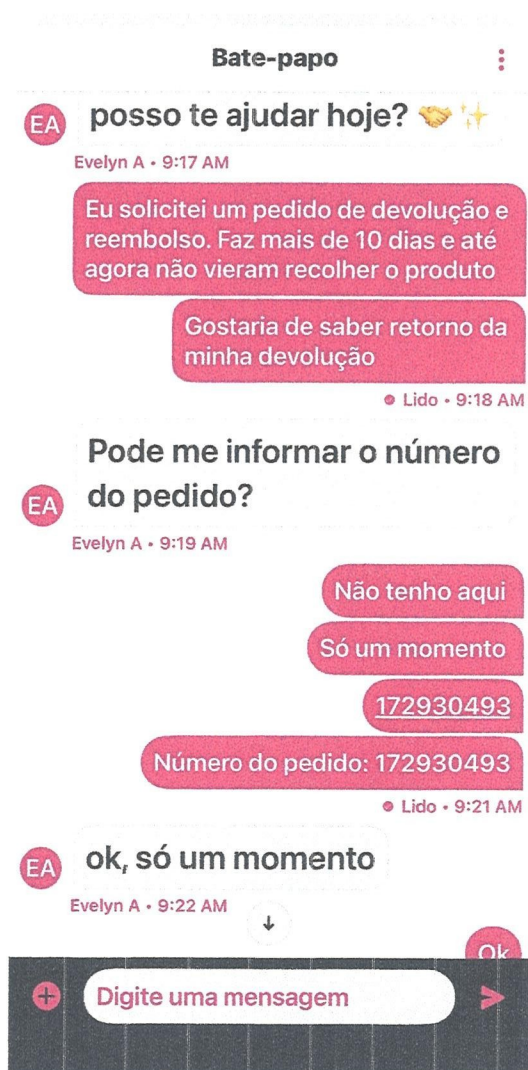 Bate-papo
posso te ajudar hoje? 🤝✨
EA
Evelyn A • 9:17 AM
Eu solicitei um pedido de devolução e
reembolso. Faz mais de 10 dias e até
agora não vieram recolher o produto
Gostaria de saber retorno da
minha devolução
Lido • 9:18 AM
Pode me informar o número
do pedido?
EA
Evelyn A • 9:19 AM
Não tenho aqui
Só um momento
172930493
Número do pedido: 172930493
Lido • 9:21 AM
ok, só um momento
EA
Evelyn A • 9:22 AM
Ok
Digite uma mensagem